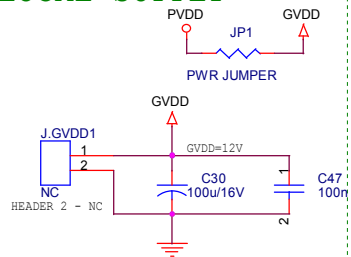 PVDD GVDD
JP1
PWR JUMPER
GVDD
J.GVDD1
1 GVDD=12V
2
NC
HEADER 2 - NC
C30
100u/16V
1
C47
2